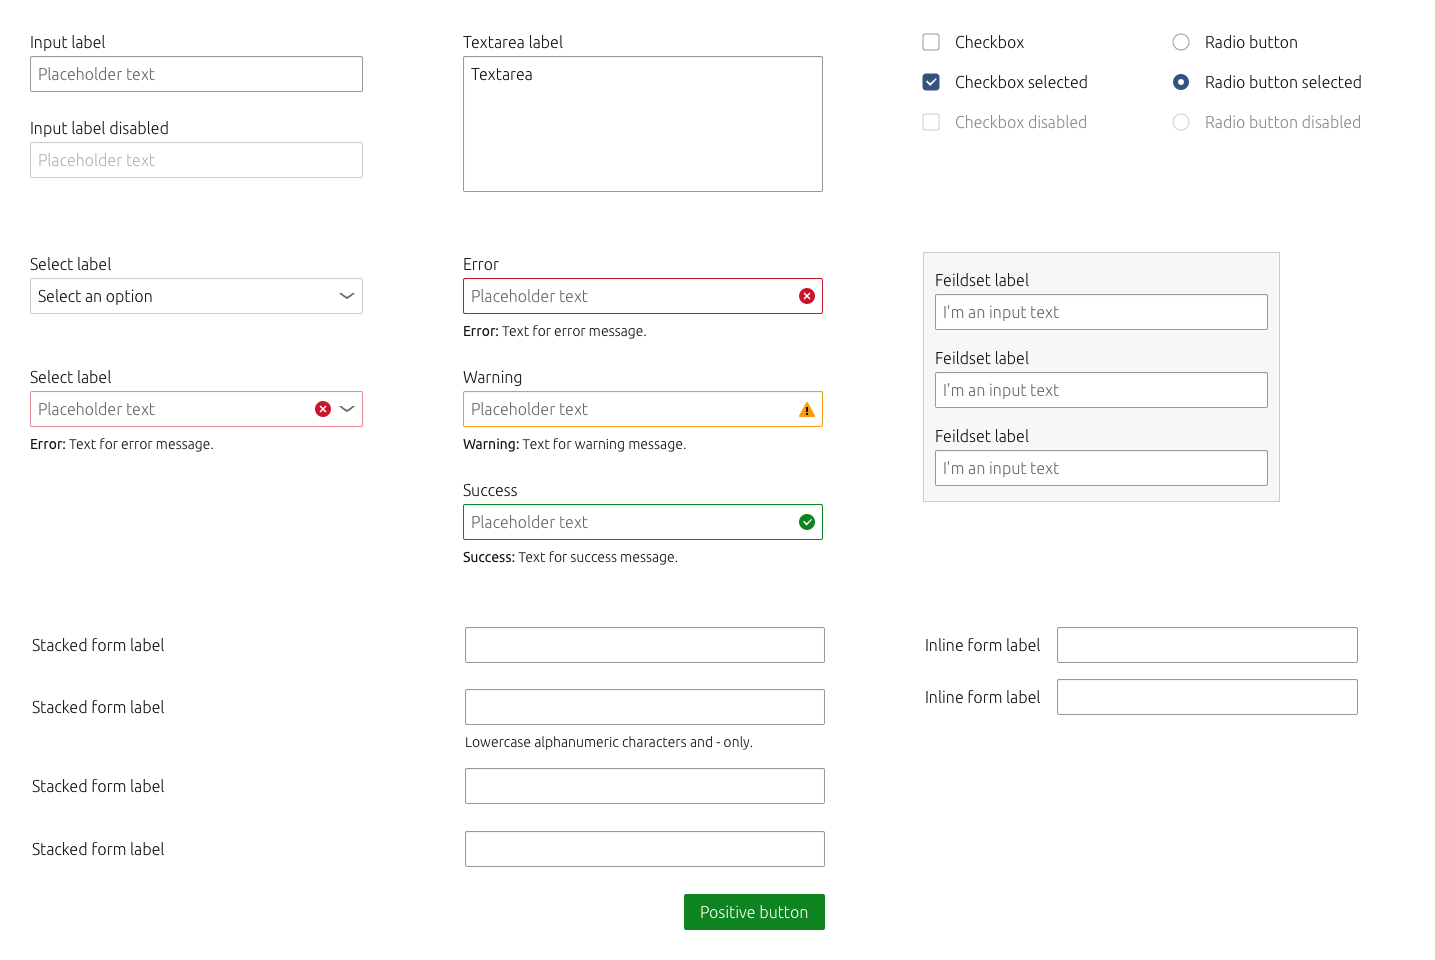 Input label
Placeholder text
Input label disabled
Placeholder text
Textarea label
Textarea
Checkbox
Checkbox selected
Checkbox disabled
Radio button
Radio button selected
Radio button disabled
Select label
Select an option
Select label
Placeholder text
Error: Text for error message.
Error
Placeholder text
Error: Text for error message.
Warning
Placeholder text
Warning: Text for warning message.
Success
Placeholder text
Success: Text for success message.
Feildset label
I'm an input text
Feildset label
I'm an input text
Feildset label
I'm an input text
Stacked form label
Stacked form label
Lowercase alphanumeric characters and - only.
Stacked form label
Stacked form label
Positive button
Inline form label
Inline form label